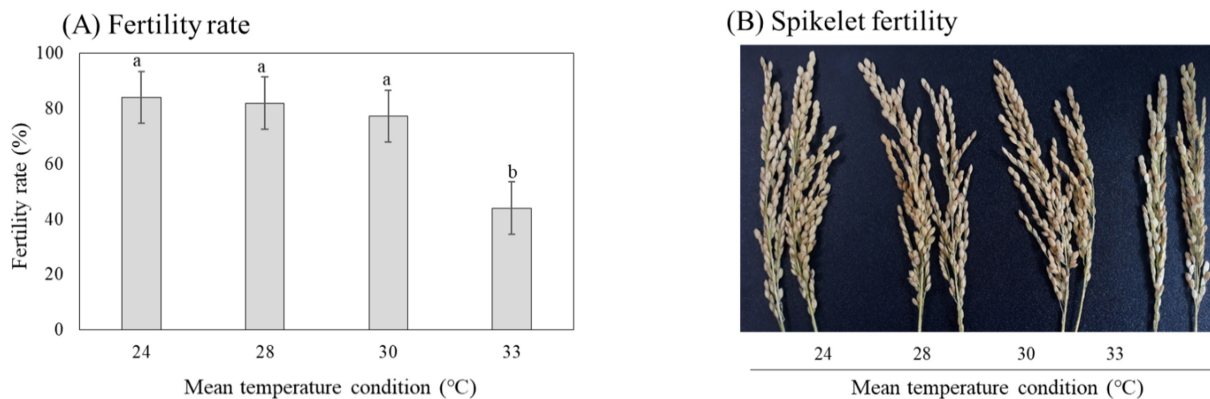 (A) Fertility rate
100
80
60
40
20
0
Fertility rate (%)
a
a
a
b
24
28
30
33
Mean temperature condition (°C)
(B) Spikelet fertility
24
28
30
33
Mean temperature condition (°C)